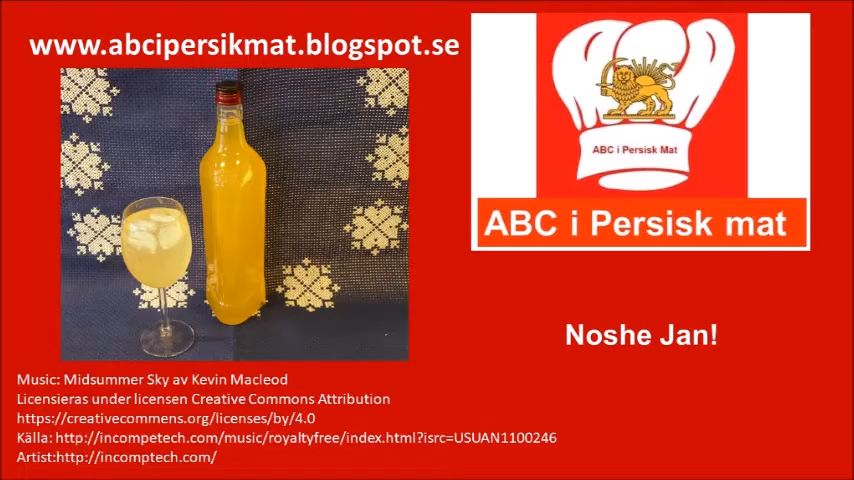 www.abcipersikmat.blogspot.se
ABC i Persisk Mat
ABC i Persisk mat
Noshe Jan!
Music: Midsummer Sky av Kevin Macleod
Licensieras under licensen Creative Commons Attribution
https://creativecommens.org/licenses/by/4.0
Källa: http://incompetech.com/music/royaltyfree/index.html?isrc=USUAN1100246
Artist:http://incomptech.com/